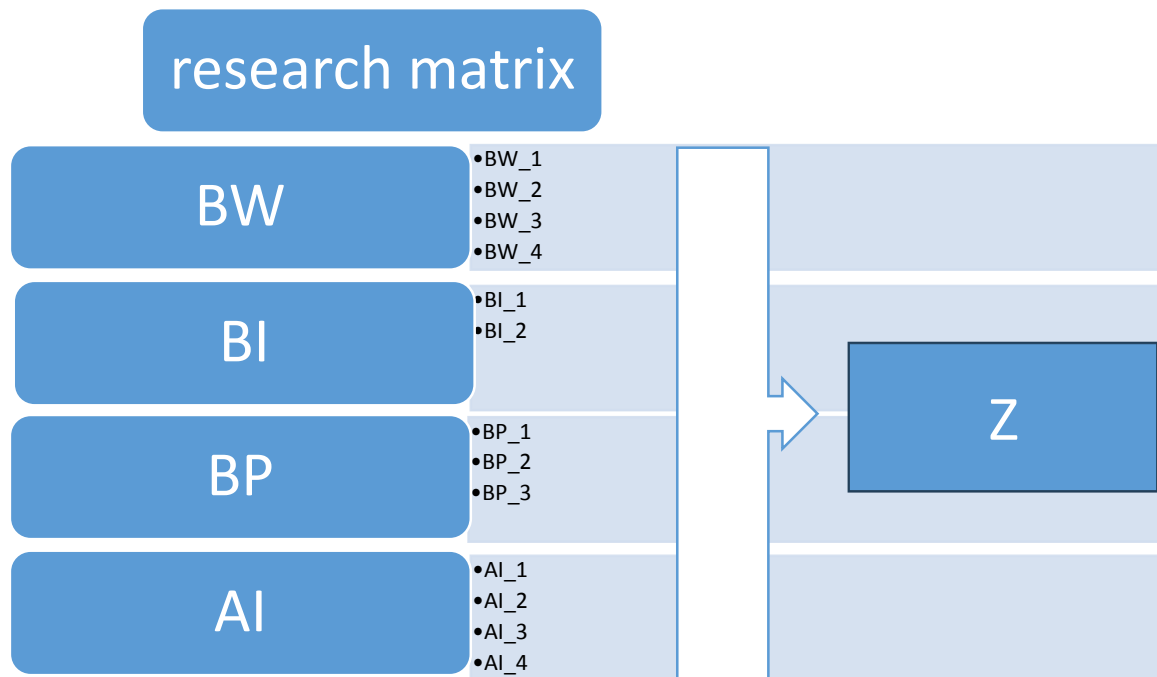 research matrix
BW
•BW_1
•BW_2
•BW_3
•BW_4
BI
•BI_1
•BI_2
BP
•BP_1
•BP_2
•BP_3
AI
•AI_1
•AI_2
•AI_3
•AI_4
Z